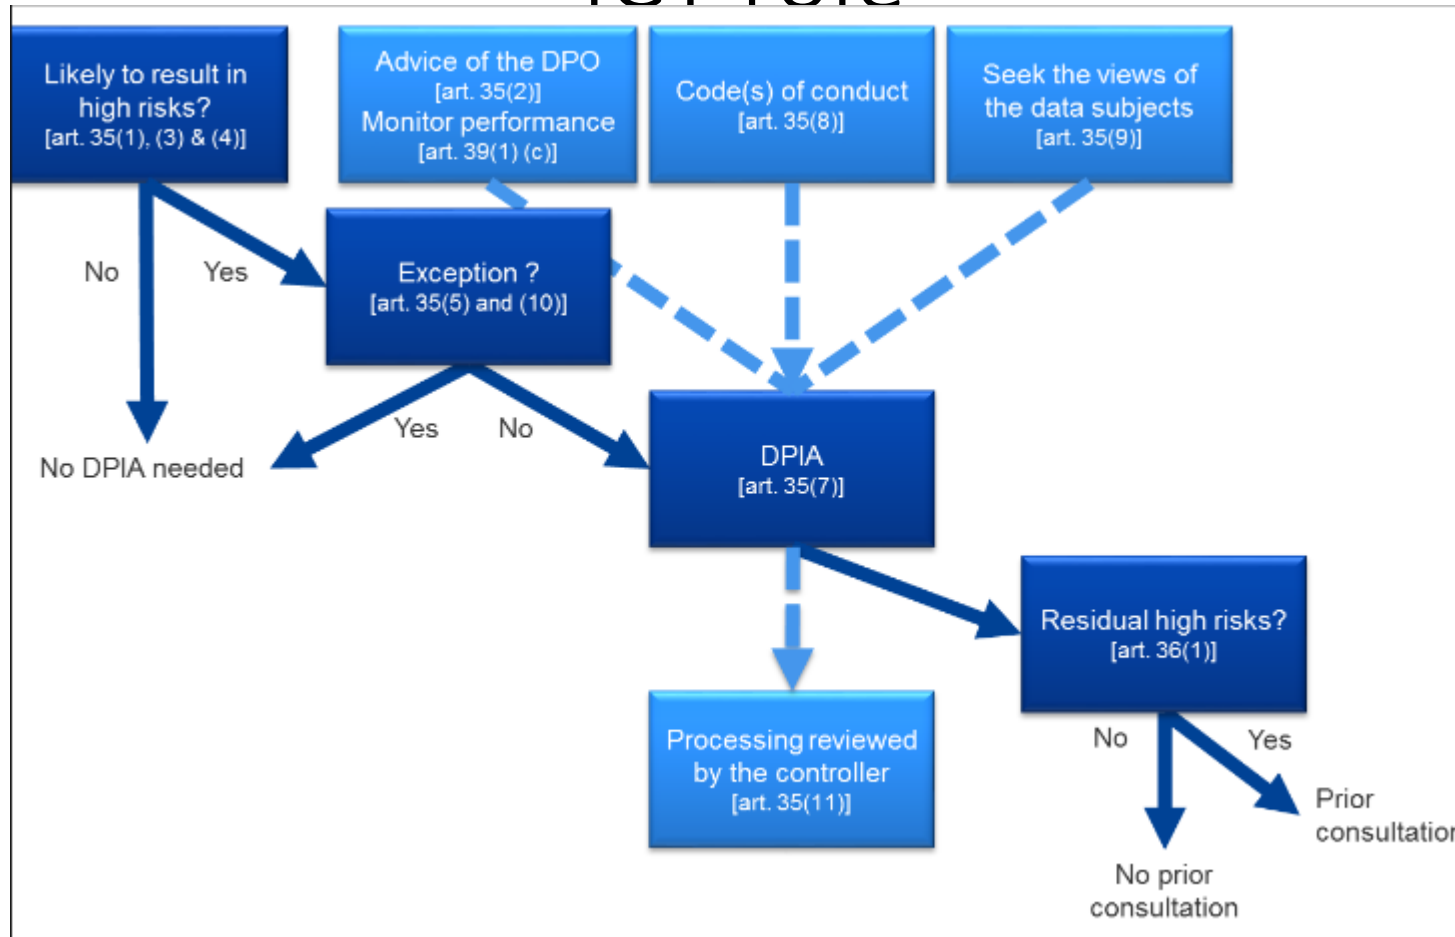 Likely to result in
high risks?
[art. 35(1), (3) & (4)]
Advice of the DPO
[art. 35(2)]
Monitor performance
[art. 39(1) (c)]
Code(s) of conduct
[art. 35(8)]
Seek the views of
the data subjects
[art. 35(9)]
No
Yes
Exception ?
[art. 35(5) and (10)]
Yes
No
No DPIA needed
DPIA
[art. 35(7)]
Residual high risks?
[art. 36(1)]
Processing reviewed
by the controller
[art. 35(11)]
No
Yes
Prior
consultation
No prior
consultation